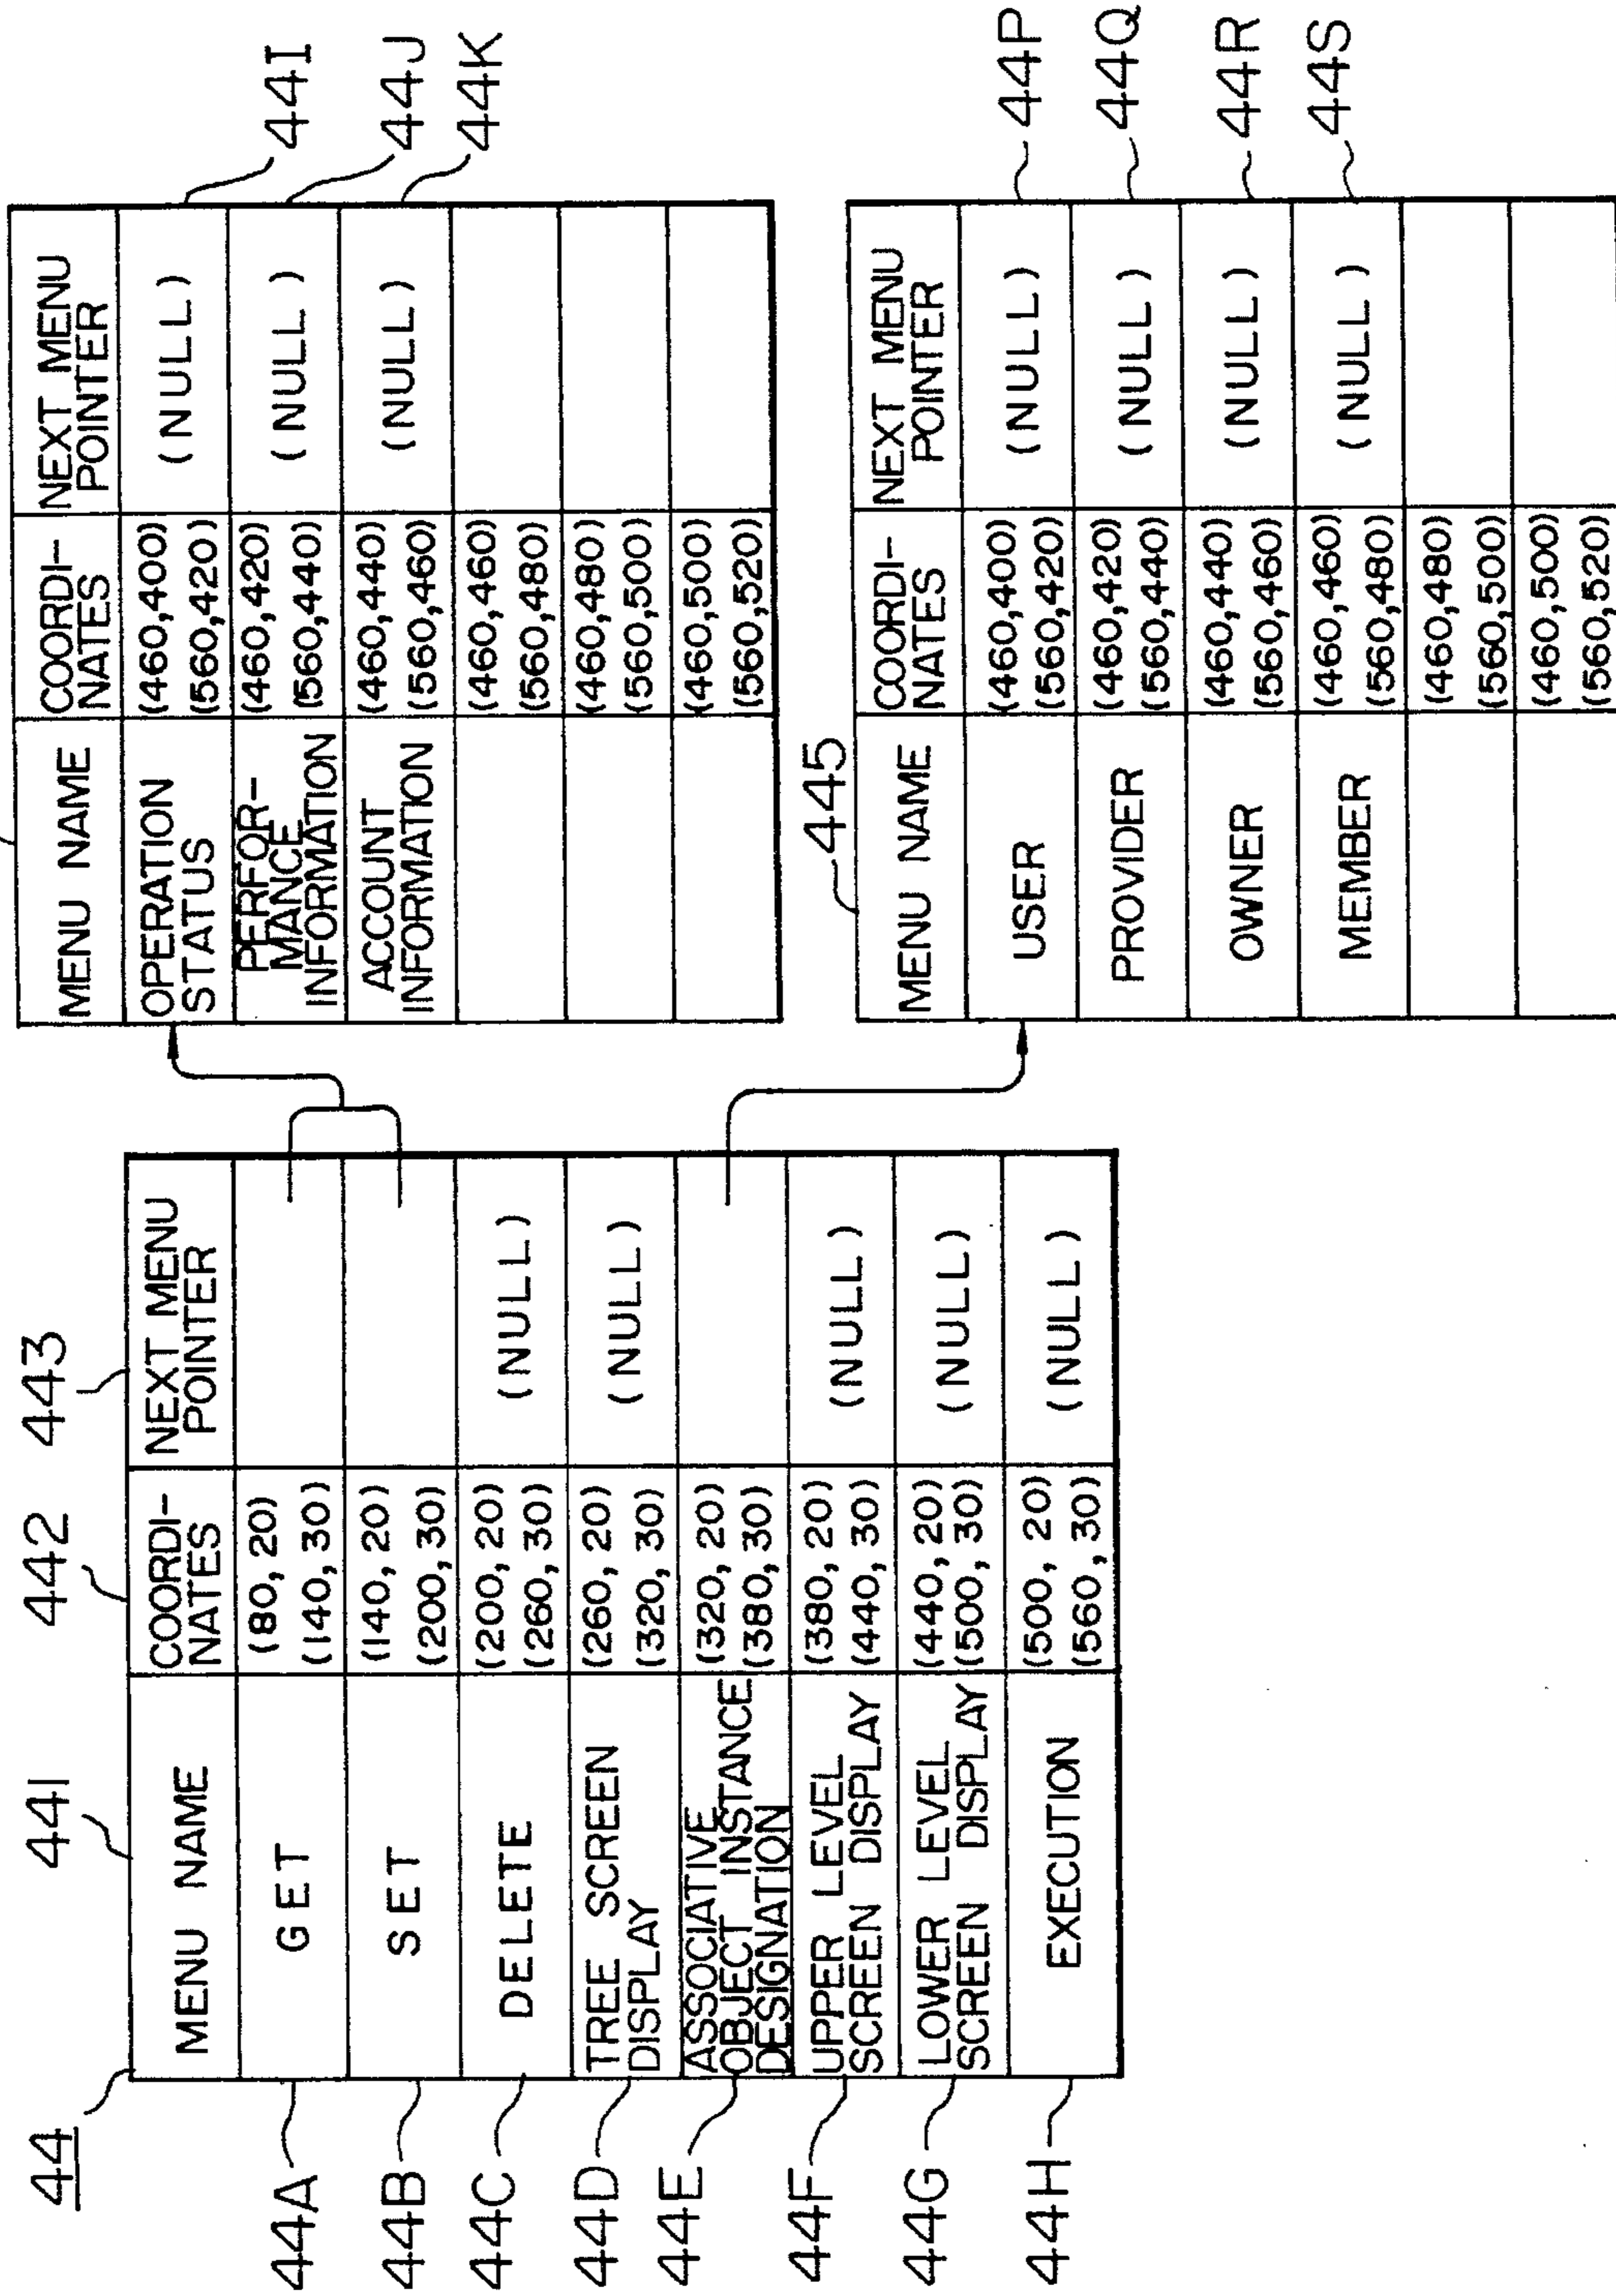 44
441
442
443
MENU NAME
COORDI-
NATES
NEXT MENU
POINTER
44A
GET
(80,20)
(140,30)
44B
SET
(140,20)
(200,30)
44C
DELETE
(200,20)
(260,30)
(NULL)
44D
TREE SCREEN
DISPLAY
(260,20)
(320,30)
(NULL)
44E
ASSOCIATIVE
OBJECT INSTANCE
DESIGNATION
(320,20)
(380,30)
44F
UPPER LEVEL
SCREEN DISPLAY
(380,20)
(440,30)
(NULL)
44G
LOWER LEVEL
SCREEN DISPLAY
(440,20)
(500,30)
(NULL)
44H
EXECUTION
(500,20)
(560,30)
(NULL)
MENU NAME
COORDI-
NATES
NEXT MENU
POINTER
OPERATION
STATUS
(460,400)
(560,420)
(NULL)
44I
PERFOR-
MANCE
INFORMATION
(460,420)
(560,440)
(NULL)
44J
ACCOUNT
INFORMATION
(460,440)
(560,460)
(NULL)
44K
(460,460)
(560,480)
(460,480)
(560,500)
(460,500)
(560,520)
445
MENU NAME
COORDI-
NATES
NEXT MENU
POINTER
USER
(460,400)
(560,420)
(NULL)
44P
PROVIDER
(460,420)
(560,440)
(NULL)
44Q
OWNER
(460,440)
(560,460)
(NULL)
44R
MEMBER
(460,460)
(560,480)
(NULL)
44S
(460,480)
(560,500)
(460,500)
(560,520)